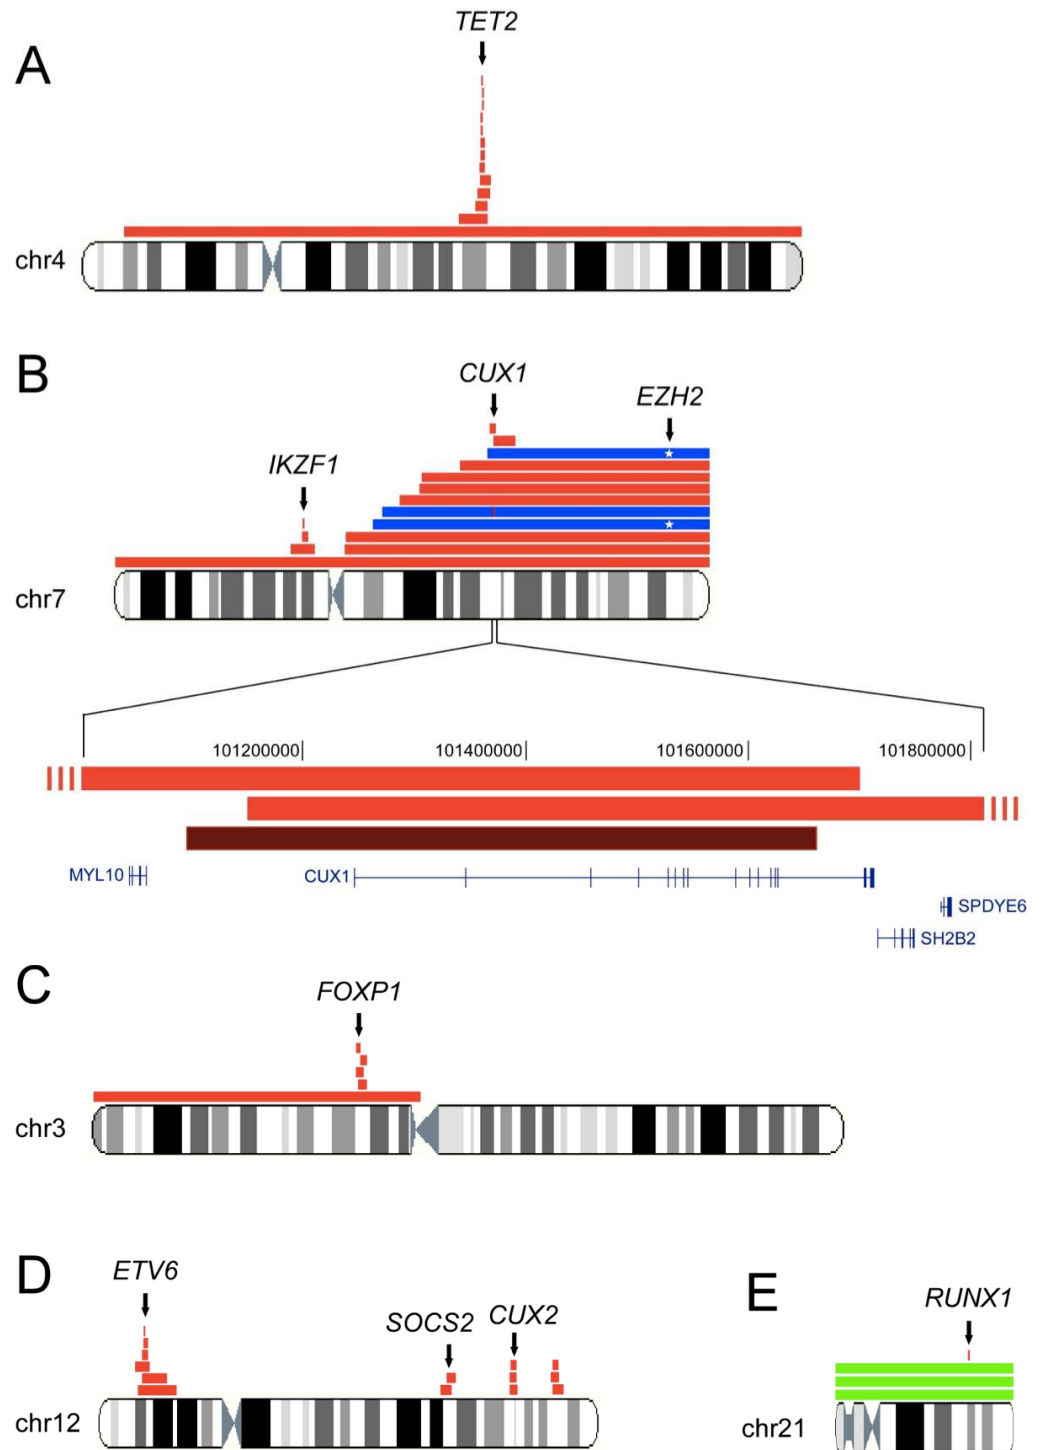 A
TET2
chr4
B
CUX1
EZH2
IKZF1
chr7
101200000 101400000 101600000 101800000
MYL10 CUX1
SPDYE6
SH2B2
C
FOXP1
chr3
D
ETV6
SOCS2 CUX2
chr12
E
RUNX1
chr21